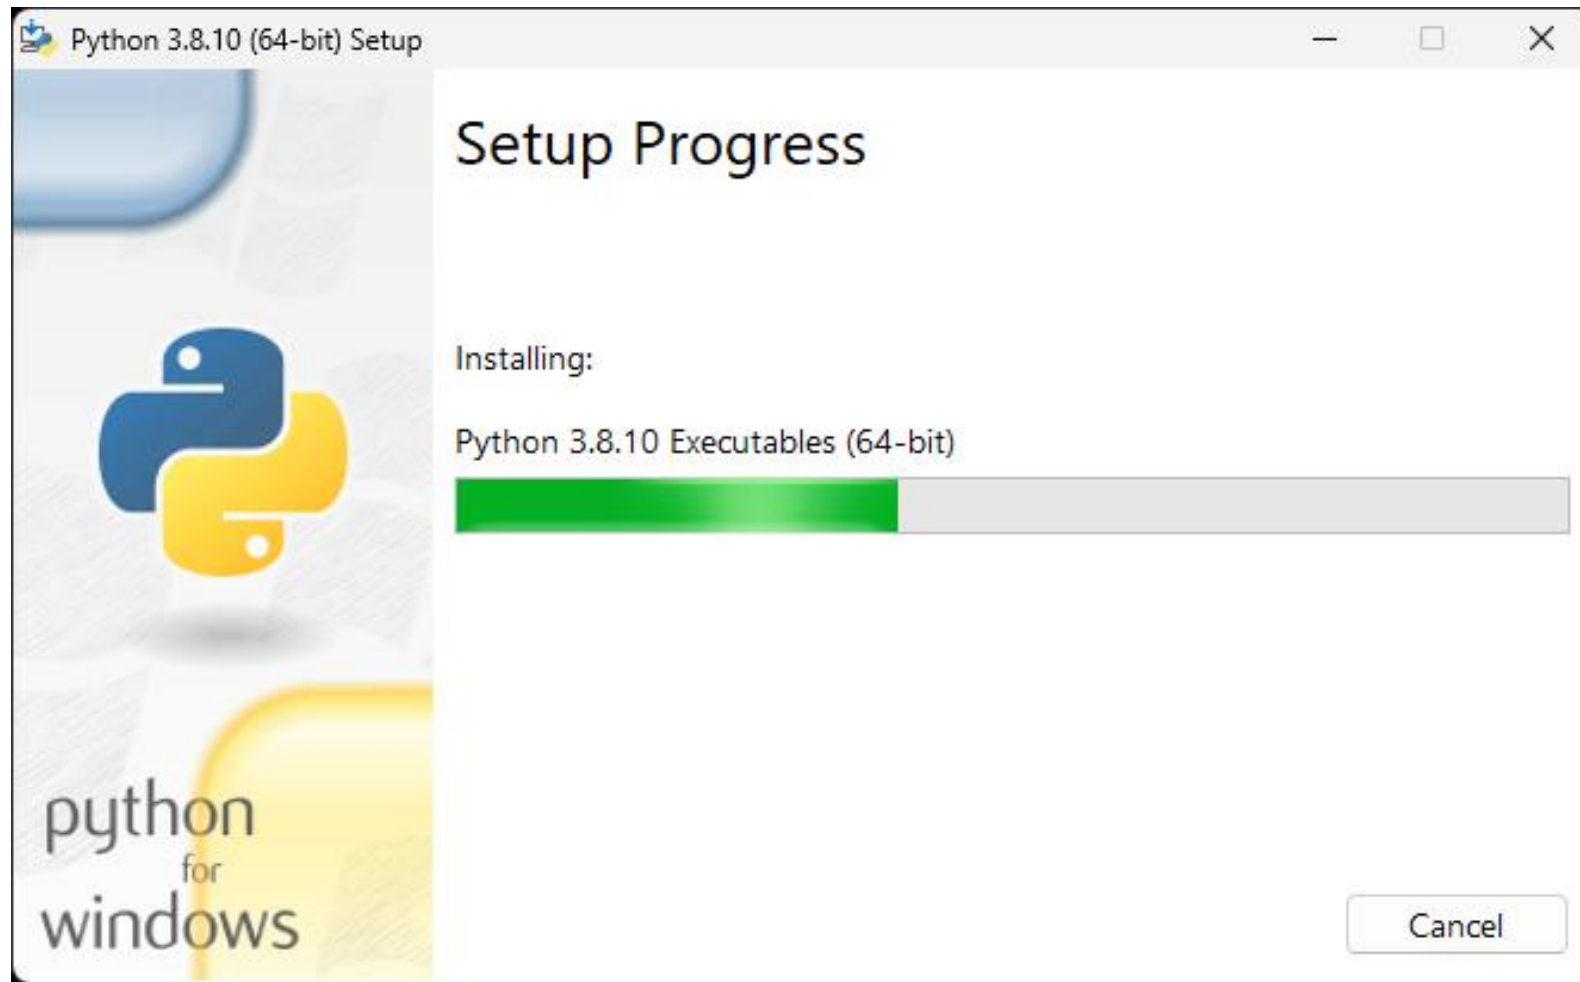 Python 3.8.10 (64-bit) Setup
Setup Progress
Installing:
Python 3.8.10 Executables (64-bit)
python
for
windows
Cancel